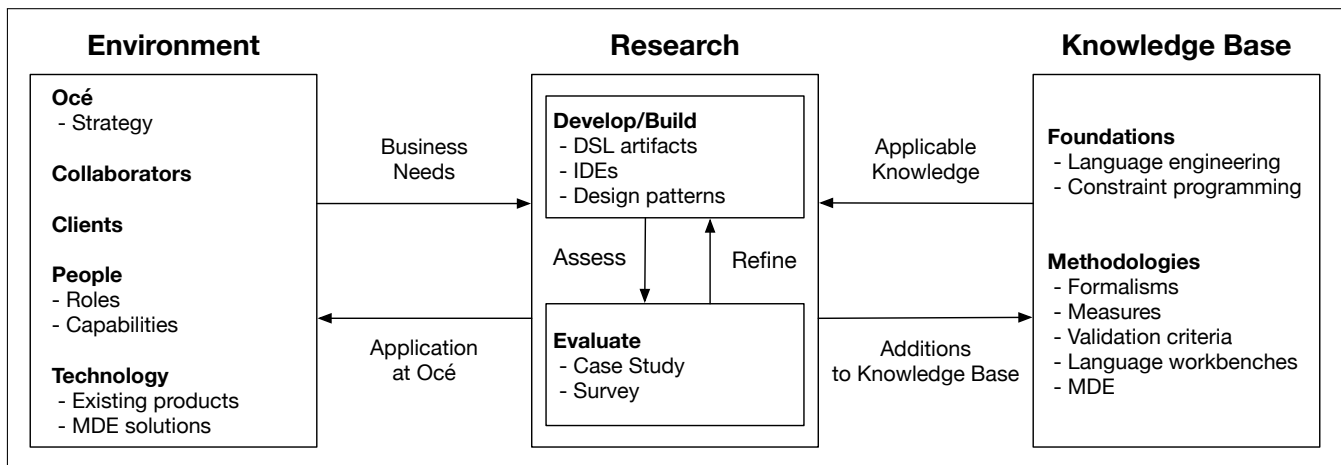 Environment
Océ
- Strategy
Collaborators
Clients
People
- Roles
- Capabilities
Technology
- Existing products
- MDE solutions
Business
Needs
Application
at Océ
Research
Develop/Build
- DSL artifacts
- IDEs
- Design patterns
Assess
Refine
Evaluate
- Case Study
- Survey
Applicable
Knowledge
Additions
to Knowledge Base
Knowledge Base
Foundations
- Language engineering
- Constraint programming
Methodologies
- Formalisms
- Measures
- Validation criteria
- Language workbenches
- MDE